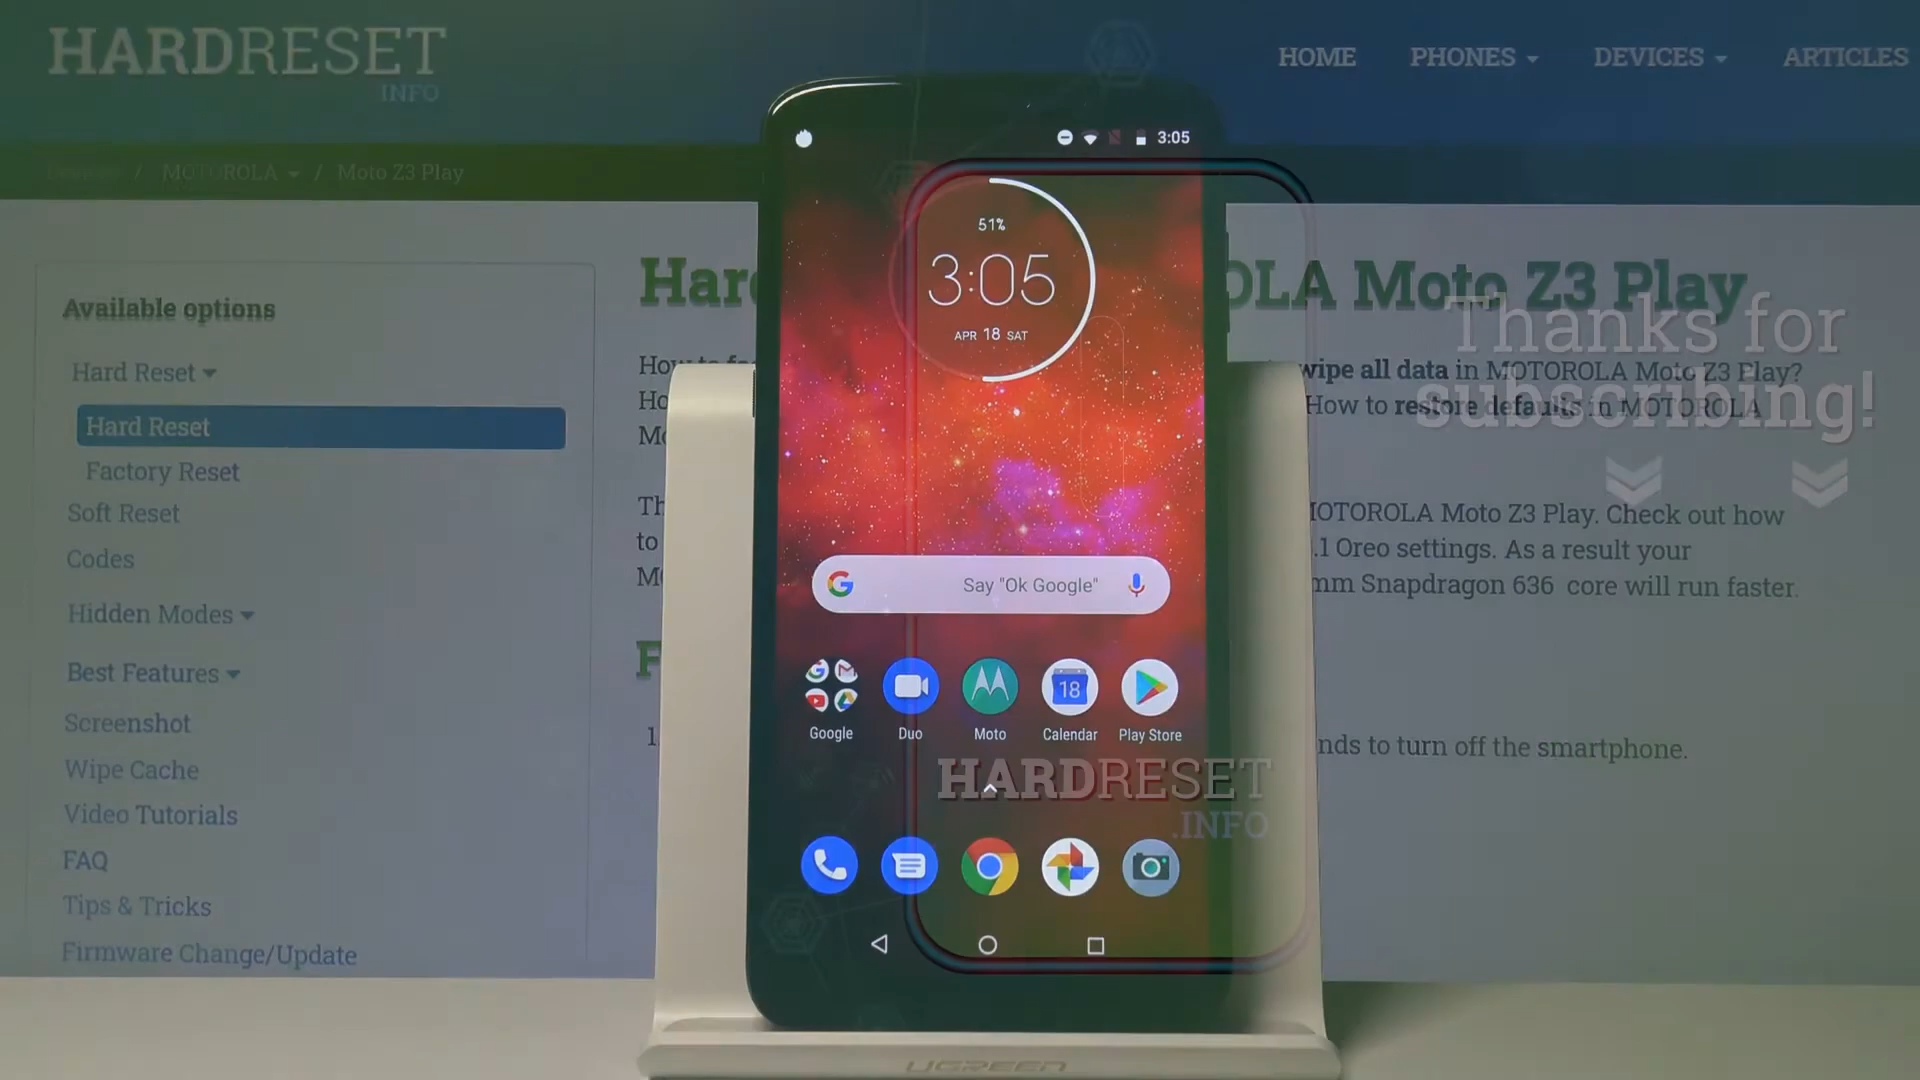 HARDRESET
INFO
HOME PHONES DEVICES ARTICLES
/ MOTOROLA / Moto Z3 Play
Available options
Hard Reset
Hard Reset
Factory Reset
Soft Reset
Codes
Hidden Modes
Best Features
Screenshot
Wipe Cache
Video Tutorials
FAQ
Tips & Tricks
Firmware Change/Update
OLA Moto Z3 Play
wipe all data in MOTOROLA Moto Z3 Play?
How to restore defaults in MOTOROLA
MOTOROLA Moto Z3 Play. Check out how
.1 Oreo settings. As a result your
mm Snapdragon 636 core will run faster.
1
nds to turn off the smartphone.
Thanks for
subscribing!
3:05
51%
3:05
APR 18 SAT
Say "Ok Google"
18
Google Duo Moto Calendar Play Store
HARDRESET
.INFO
UGREEN